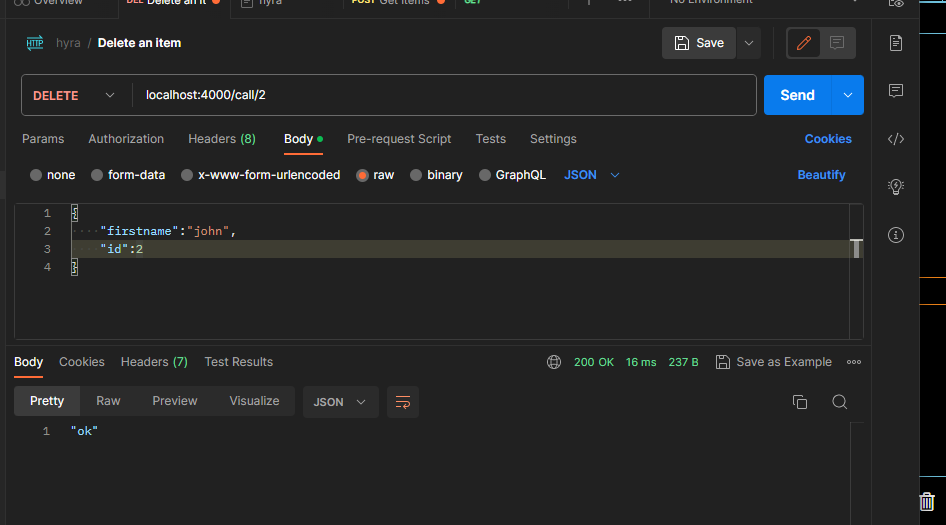 Overview DEL Delete an it hyra POST Get items GET No Environment
HTTP hyra / Delete an item Save
DELETE localhost:4000/call/2 Send
Params Authorization Headers (8) Body Pre-request Script Tests Settings Cookies
none form-data x-www-form-urlencoded raw binary GraphQL JSON Beautify
1 {
2 "firstname":"john",
3 "id":2
4 }
Body Cookies Headers (7) Test Results 200 OK 16 ms 237 B Save as Example
Pretty Raw Preview Visualize JSON
1 "ok"